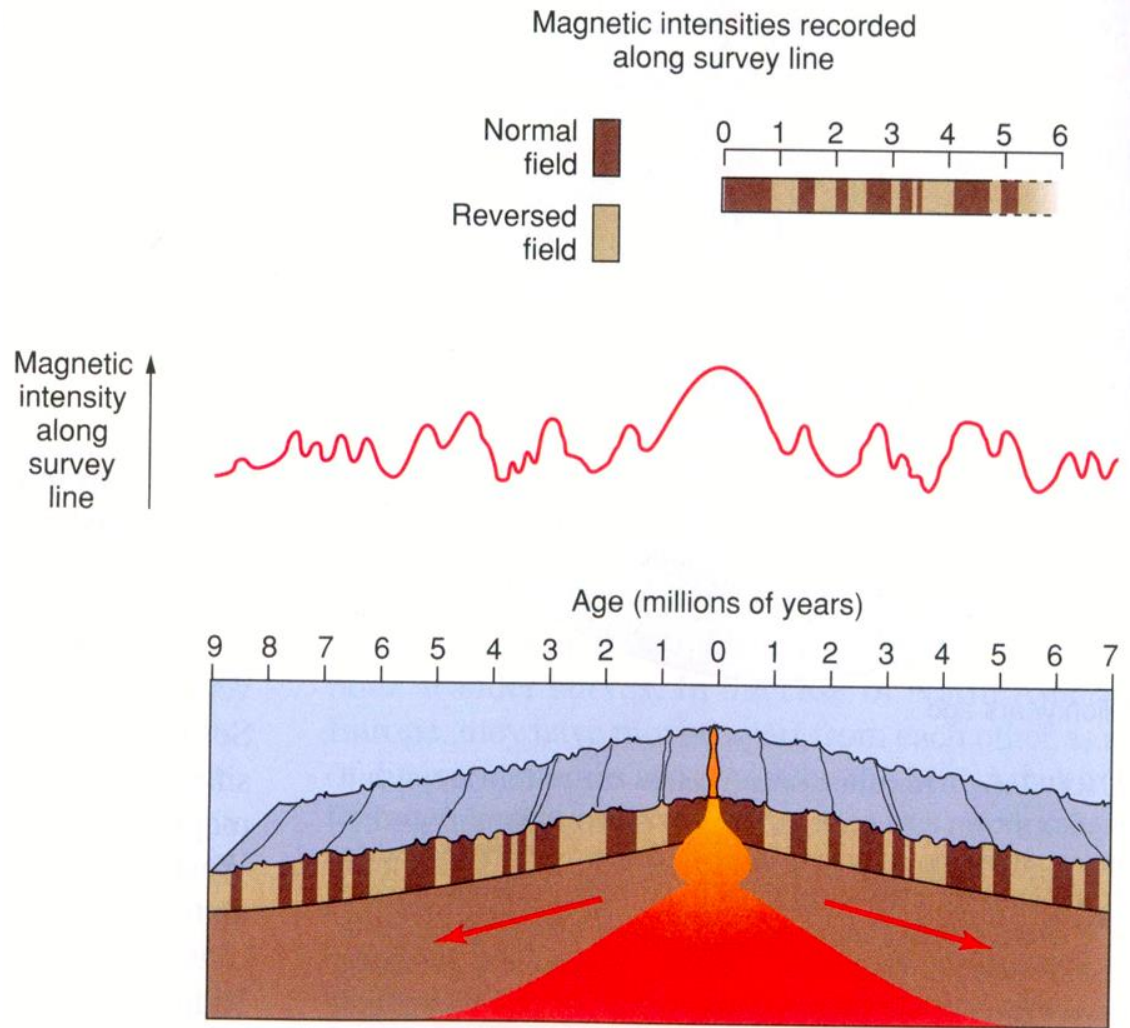 Magnetic intensities recorded
along survey line
Normal
field
Reversed
field
0 1 2 3 4 5 6
Magnetic
intensity
along
survey
line
Age (millions of years)
9 8 7 6 5 4 3 2 1 0 1 2 3 4 5 6 7